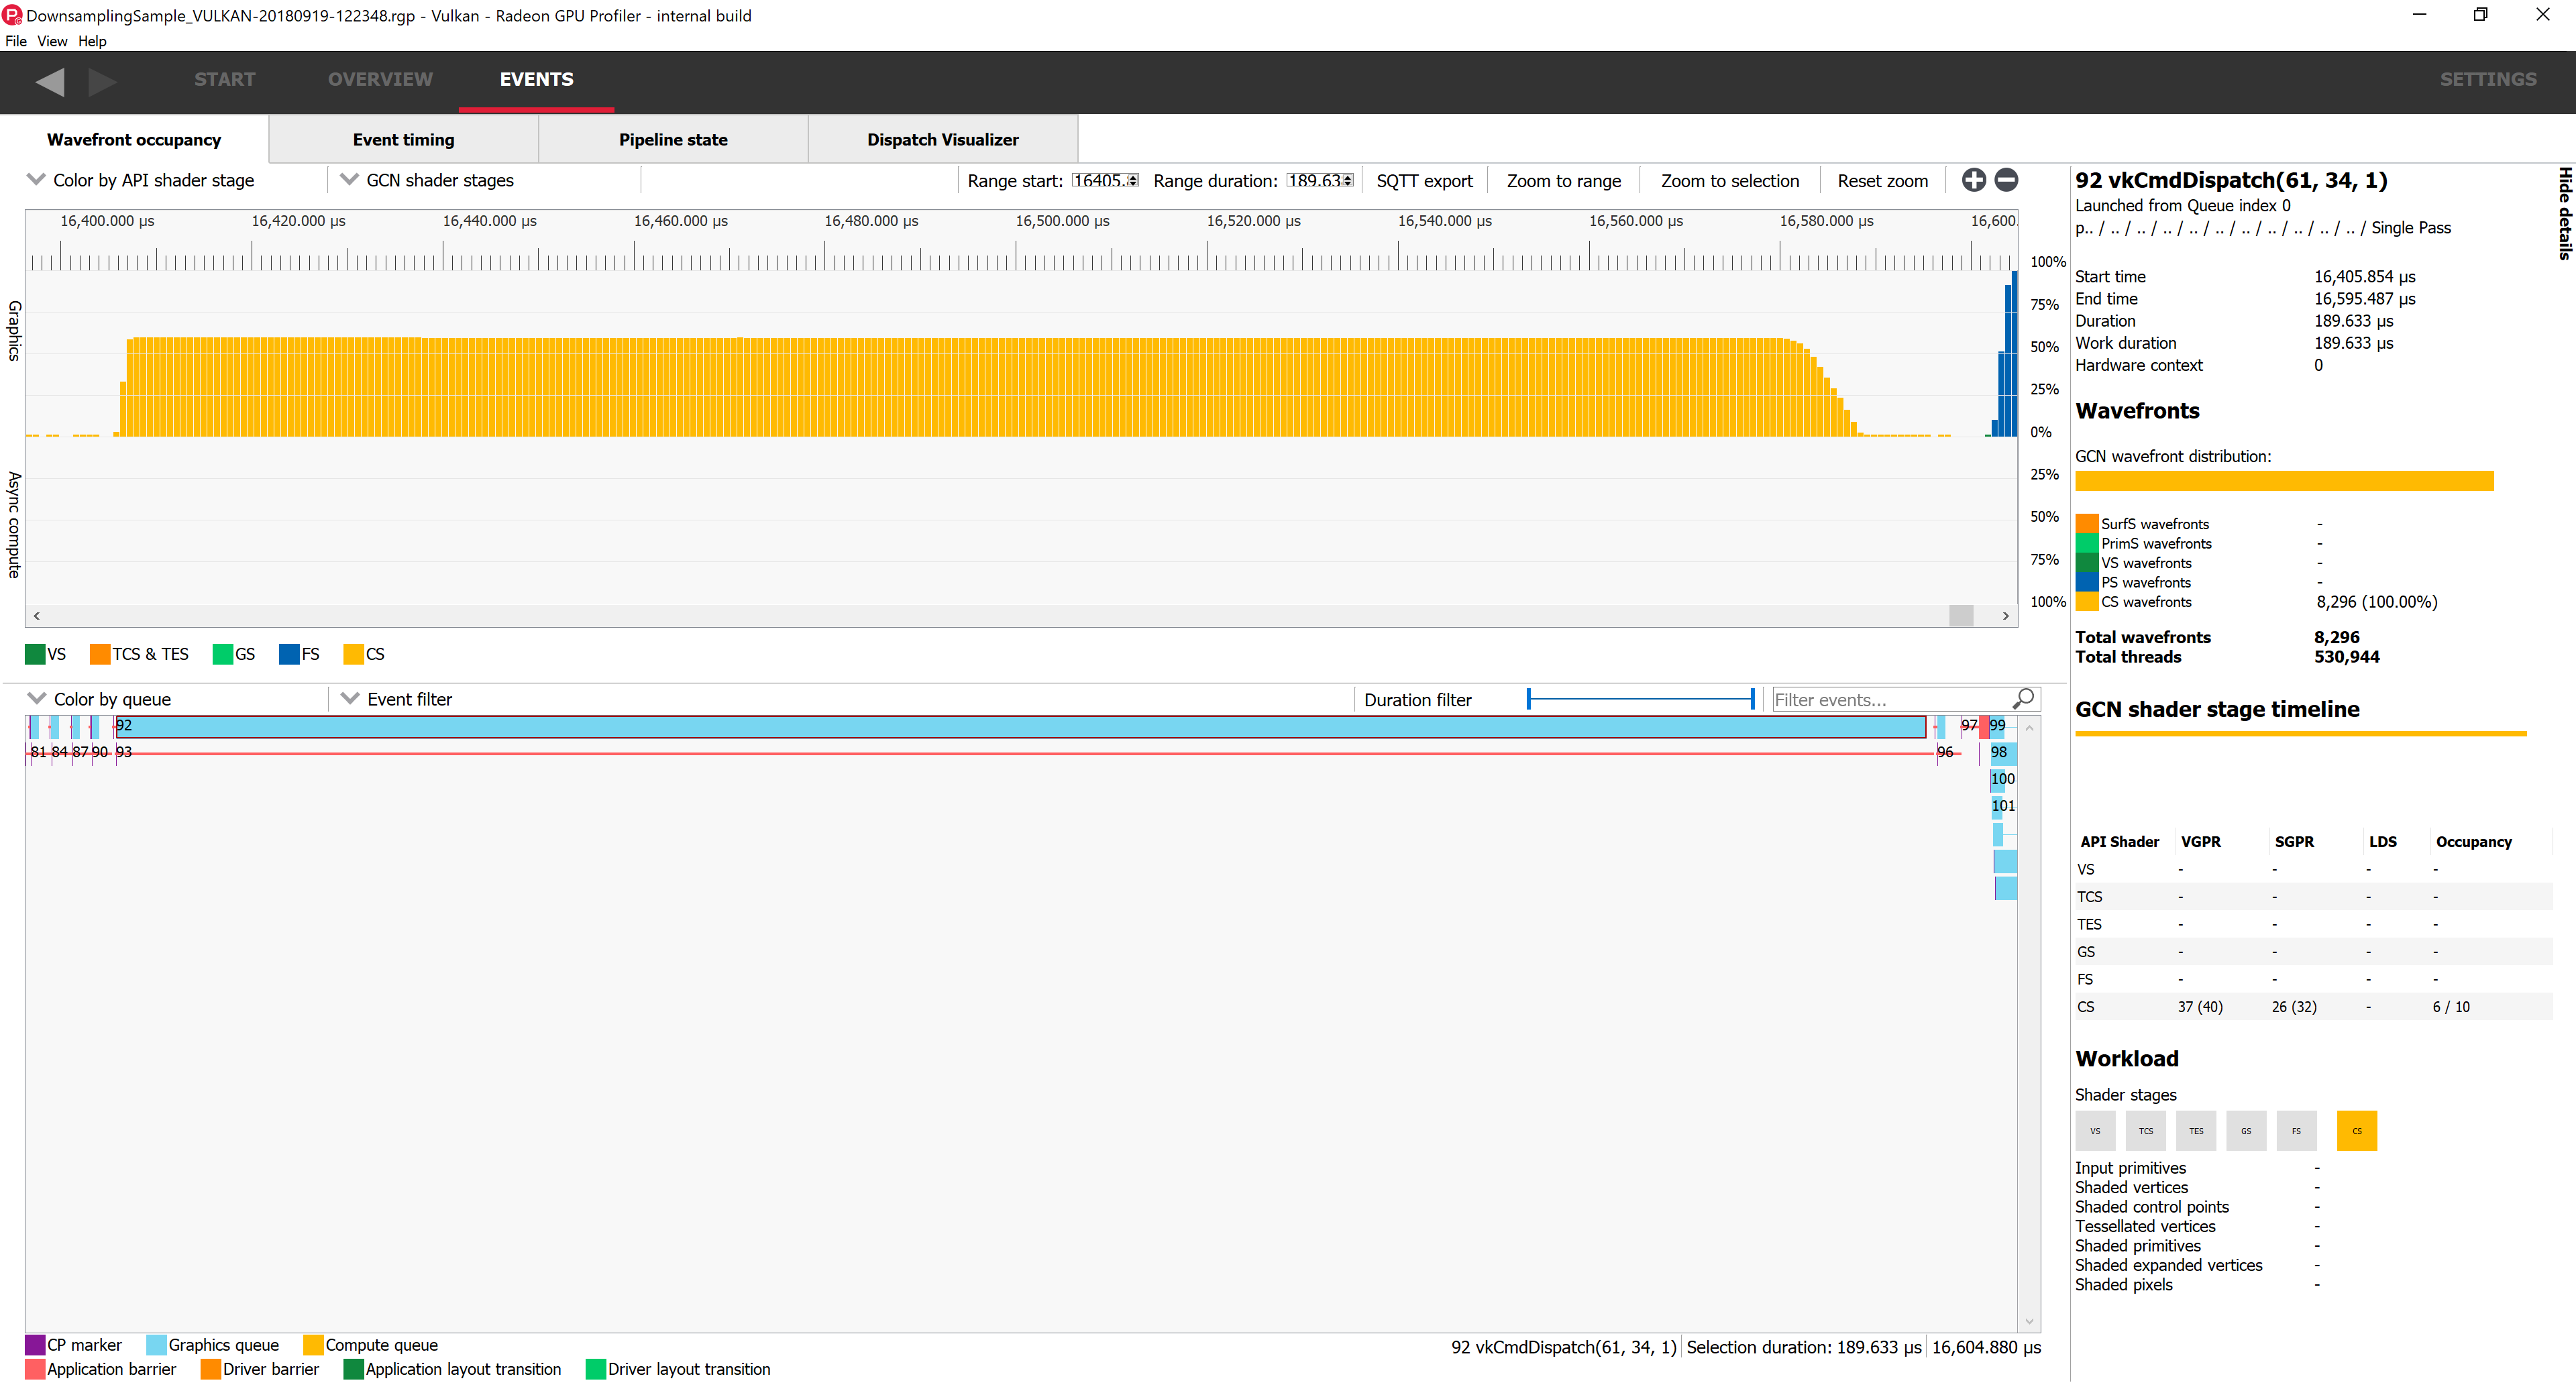 DownsamplingSample_VULKAN-20180919-122348.rgp - Vulkan - Radeon GPU Profiler - internal build
File View Help
START OVERVIEW EVENTS SETTINGS
Wavefront occupancy Event timing Pipeline state Dispatch Visualizer
Color by API shader stage GCN shader stages Range start: 16405. Range duration: 189.63 SQTT export Zoom to range Zoom to selection Reset zoom
16,400.000 µs 16,420.000 µs 16,440.000 µs 16,460.000 µs 16,480.000 µs 16,500.000 µs 16,520.000 µs 16,540.000 µs 16,560.000 µs 16,580.000 µs 16,600.
100%
75%
50%
25%
0%
25%
50%
75%
100%
Graphics
Async compute
VS TCS & TES GS FS CS
Color by queue Event filter Duration filter Filter events...
92 97 99
81 84 87 90 93 96 98
100
101
CP marker Graphics queue Compute queue
Application barrier Driver barrier Application layout transition Driver layout transition
92 vkCmdDispatch(61, 34, 1) Selection duration: 189.633 µs 16,604.880 µs
Hide details
92 vkCmdDispatch(61, 34, 1)
Launched from Queue index 0
p.. / .. / .. / .. / .. / .. / .. / .. / .. / .. / .. / Single Pass
Start time 16,405.854 µs
End time 16,595.487 µs
Duration 189.633 µs
Work duration 189.633 µs
Hardware context 0
Wavefronts
GCN wavefront distribution:
SurfS wavefronts -
PrimS wavefronts -
VS wavefronts -
PS wavefronts -
CS wavefronts 8,296 (100.00%)
Total wavefronts 8,296
Total threads 530,944
GCN shader stage timeline
API Shader VGPR SGPR LDS Occupancy
VS - - - -
TCS - - - -
TES - - - -
GS - - - -
FS - - - -
CS 37 (40) 26 (32) - 6 / 10
Workload
Shader stages
VS TCS TES GS FS CS
Input primitives -
Shaded vertices -
Shaded control points -
Tessellated vertices -
Shaded primitives -
Shaded expanded vertices -
Shaded pixels -